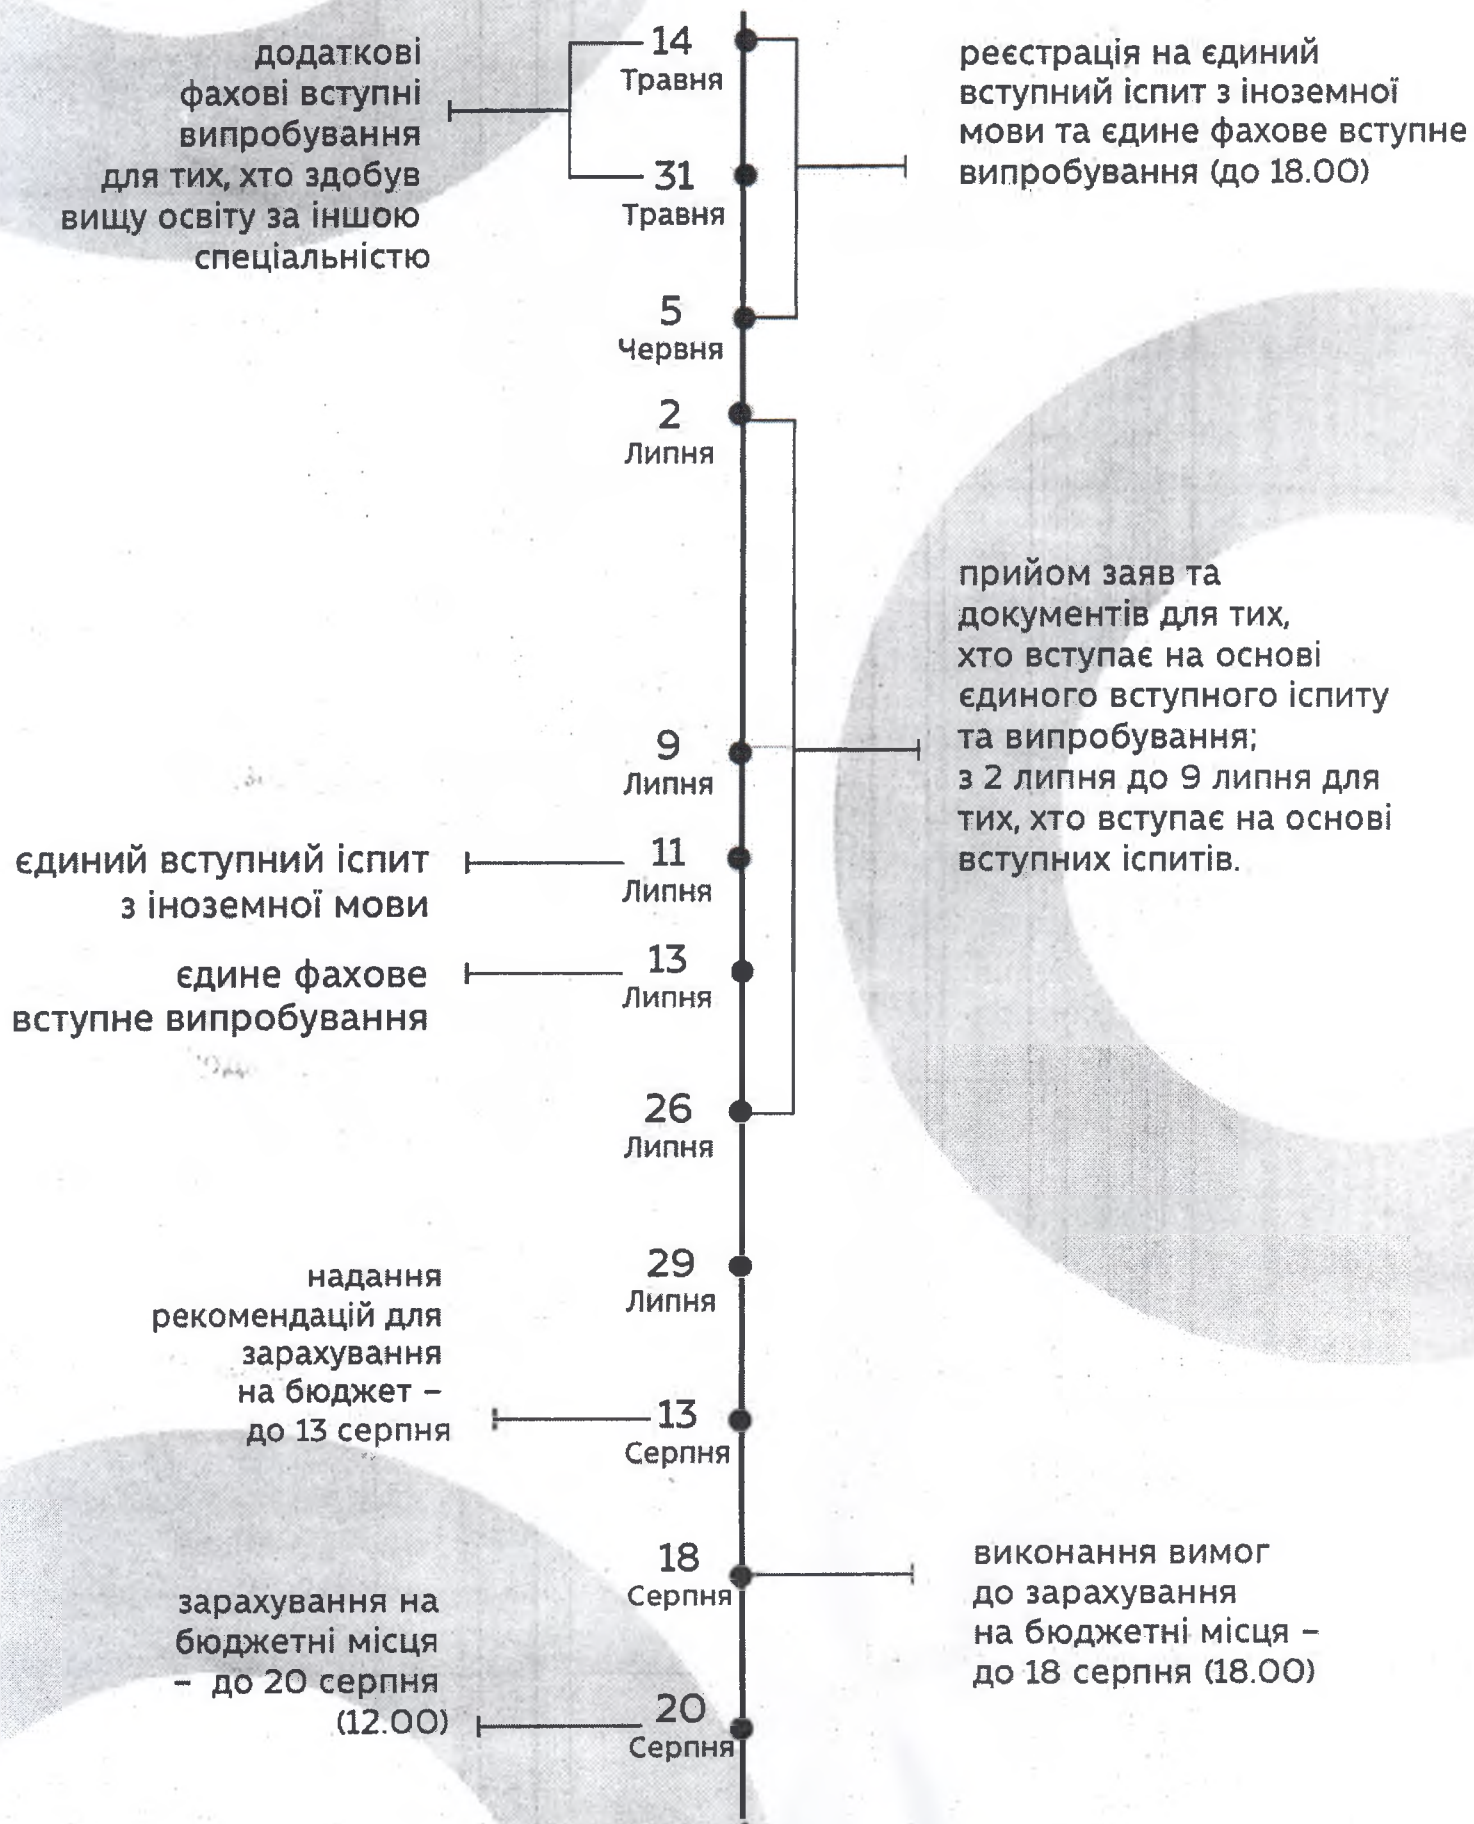 додаткові
фахові вступні
випробування
для тих, хто здобув
вищу освіту за іншою
спеціальністю
14
Травня
31
Травня
реєстрація на єдиний
вступний іспит з іноземної
мови та єдине фахове вступне
випробування (до 18.00)
5
Червня
2
Липня
прийом заяв та
документів для тих,
хто вступає на основі
єдиного вступного іспиту
та випробування;
з 2 липня до 9 липня для
тих, хто вступає на основі
вступних іспитів.
9
Липня
єдиний вступний іспит
з іноземної мови
11
Липня
єдине фахове
вступне випробування
13
Липня
26
Липня
29
Липня
надання
рекомендацій для
зарахування
на бюджет –
до 13 серпня
13
Серпня
18
Серпня
виконання вимог
до зарахування
на бюджетні місця –
до 18 серпня (18.00)
зарахування на
бюджетні місця
– до 20 серпня
(12.00)
20
Серпня